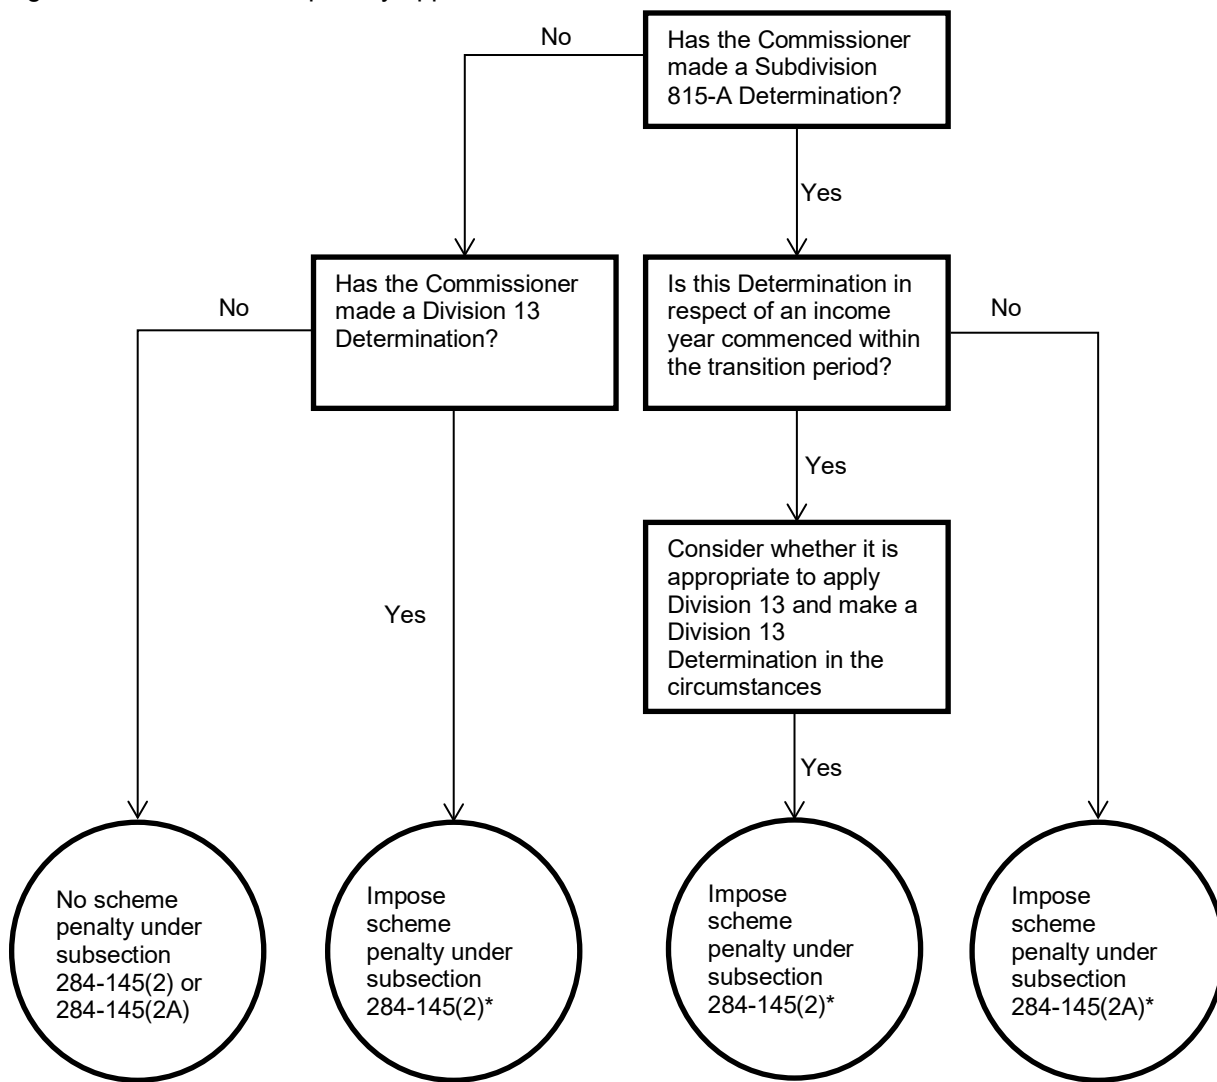 No
Has the Commissioner
made a Subdivision
815-A Determination?
Yes
Has the Commissioner
made a Division 13
Determination?
No
Is this Determination in
respect of an income
year commenced within
the transition period?
No
Yes
Yes
Consider whether it is
appropriate to apply
Division 13 and make a
Division 13
Determination in the
circumstances
Yes
No scheme
penalty under
subsection
284-145(2) or
284-145(2A)
Impose
scheme
penalty under
subsection
284-145(2)*
Impose
scheme
penalty under
subsection
284-145(2)*
Impose
scheme
penalty under
subsection
284-145(2A)*